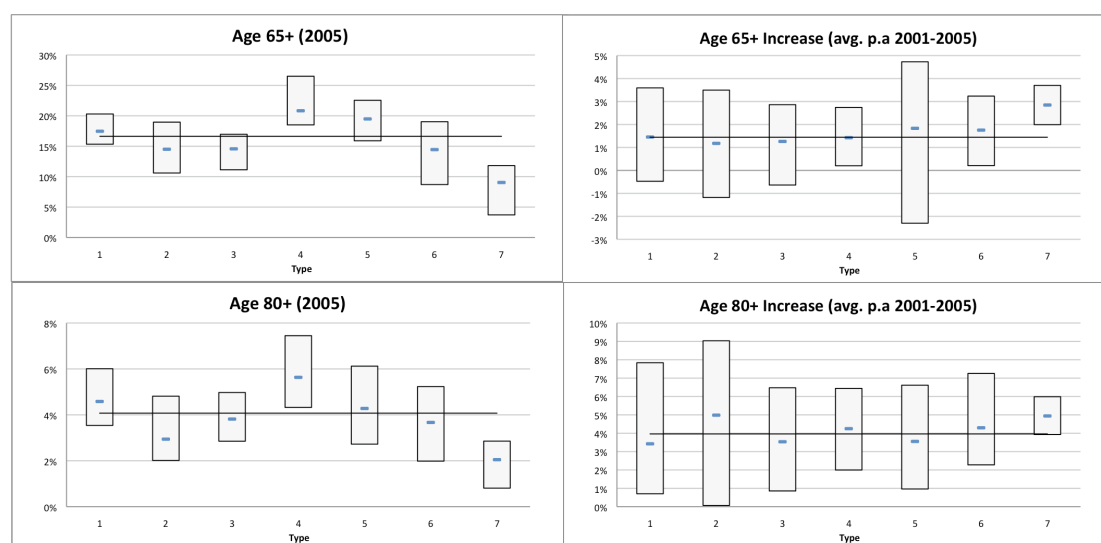 Age 65+ (2005)
30%
25%
20%
15%
10%
5%
0%
1 2 3 4 5 6 7
Type
Age 65+ Increase (avg. p.a 2001-2005)
5%
4%
3%
2%
1%
0%
-1%
-2%
-3%
1 2 3 4 5 6 7
Type
Age 80+ (2005)
8%
6%
4%
2%
0%
1 2 3 4 5 6 7
Type
Age 80+ Increase (avg. p.a 2001-2005)
10%
9%
8%
7%
6%
5%
4%
3%
2%
1%
0%
1 2 3 4 5 6 7
Type